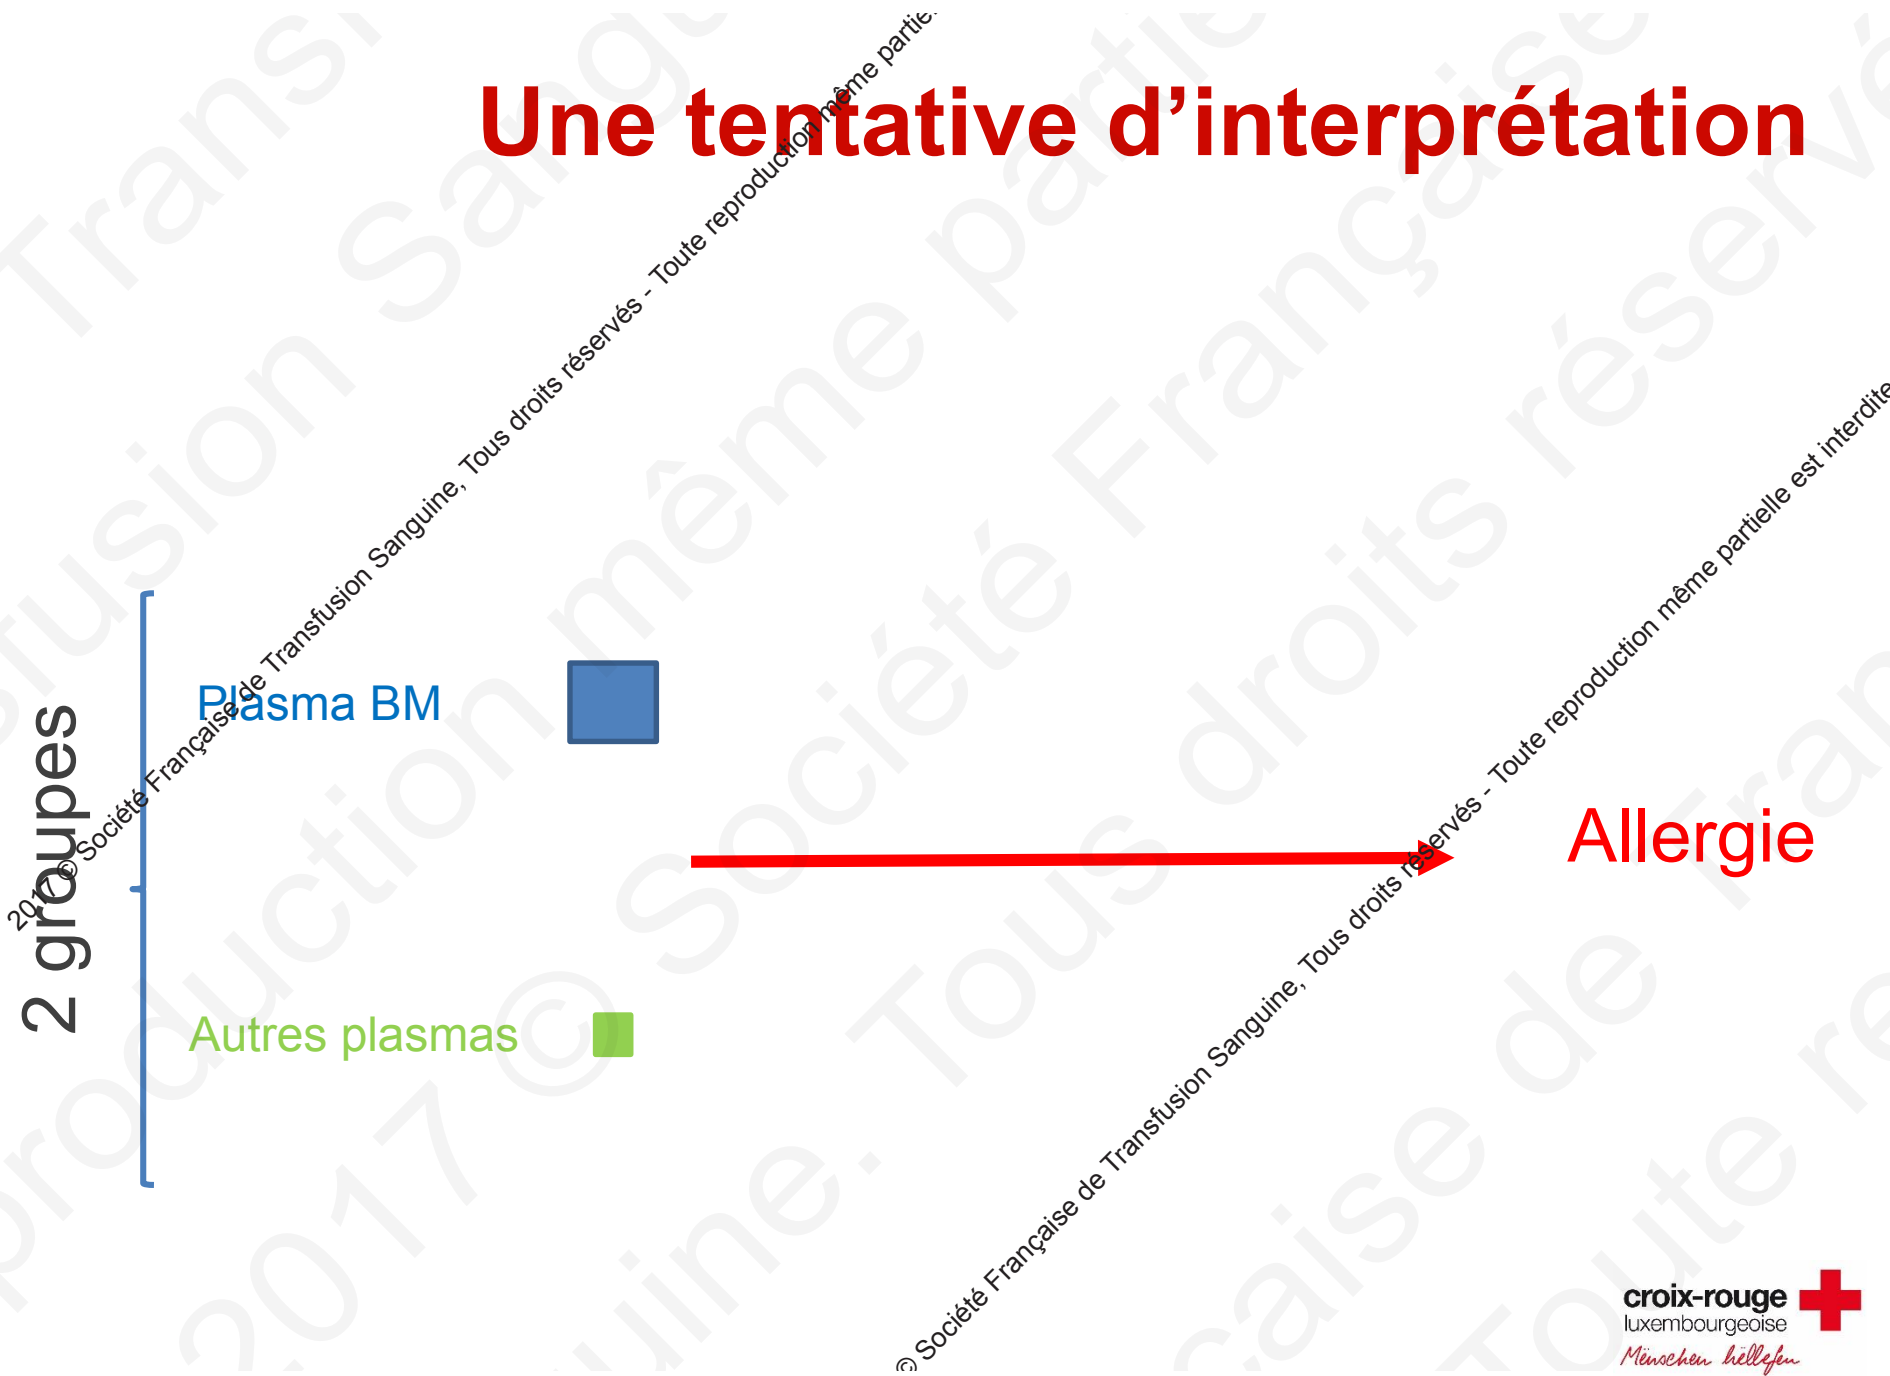 Une tentative d’interprétation
2 groupes
Plasma BM
Allergie
Autres plasmas
2017 © Société Française de Transfusion Sanguine, Tous droits réservés - Toute reproduction même partie
© Société Française de Transfusion Sanguine, Tous droits réservés - Toute reproduction même partielle est interdite
croix-rouge
luxembourgeoise
Mënschen hëllefen